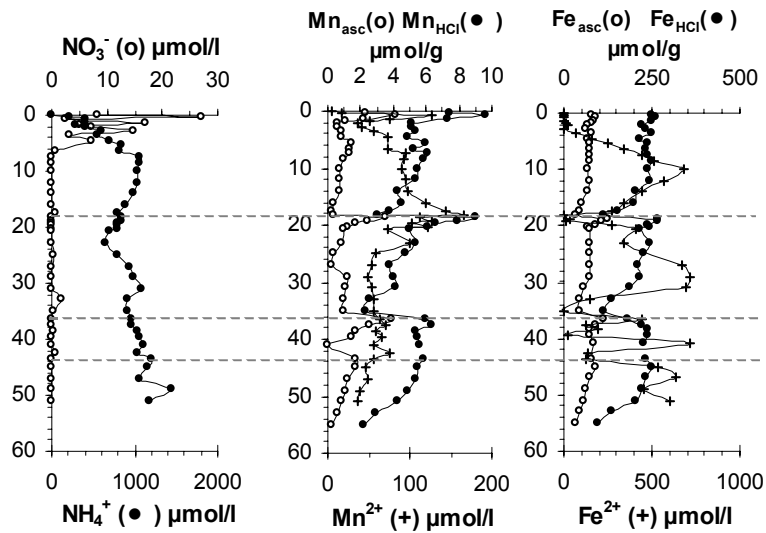 NO₃⁻ (o) µmol/l
0 10 20 30
0
10
20
30
40
50
60
0 1000 2000
NH₄⁺ (●) µmol/l
Mnasc(o) MnHCl(●)
µmol/g
0 2 4 6 8 10
0
10
20
30
40
50
60
0 50 100 150 200
Mn²⁺ (+) µmol/l
Feasc(o) FeHCl(●)
µmol/g
0 250 500
0
10
20
30
40
50
60
0 500 1000
Fe²⁺ (+) µmol/l